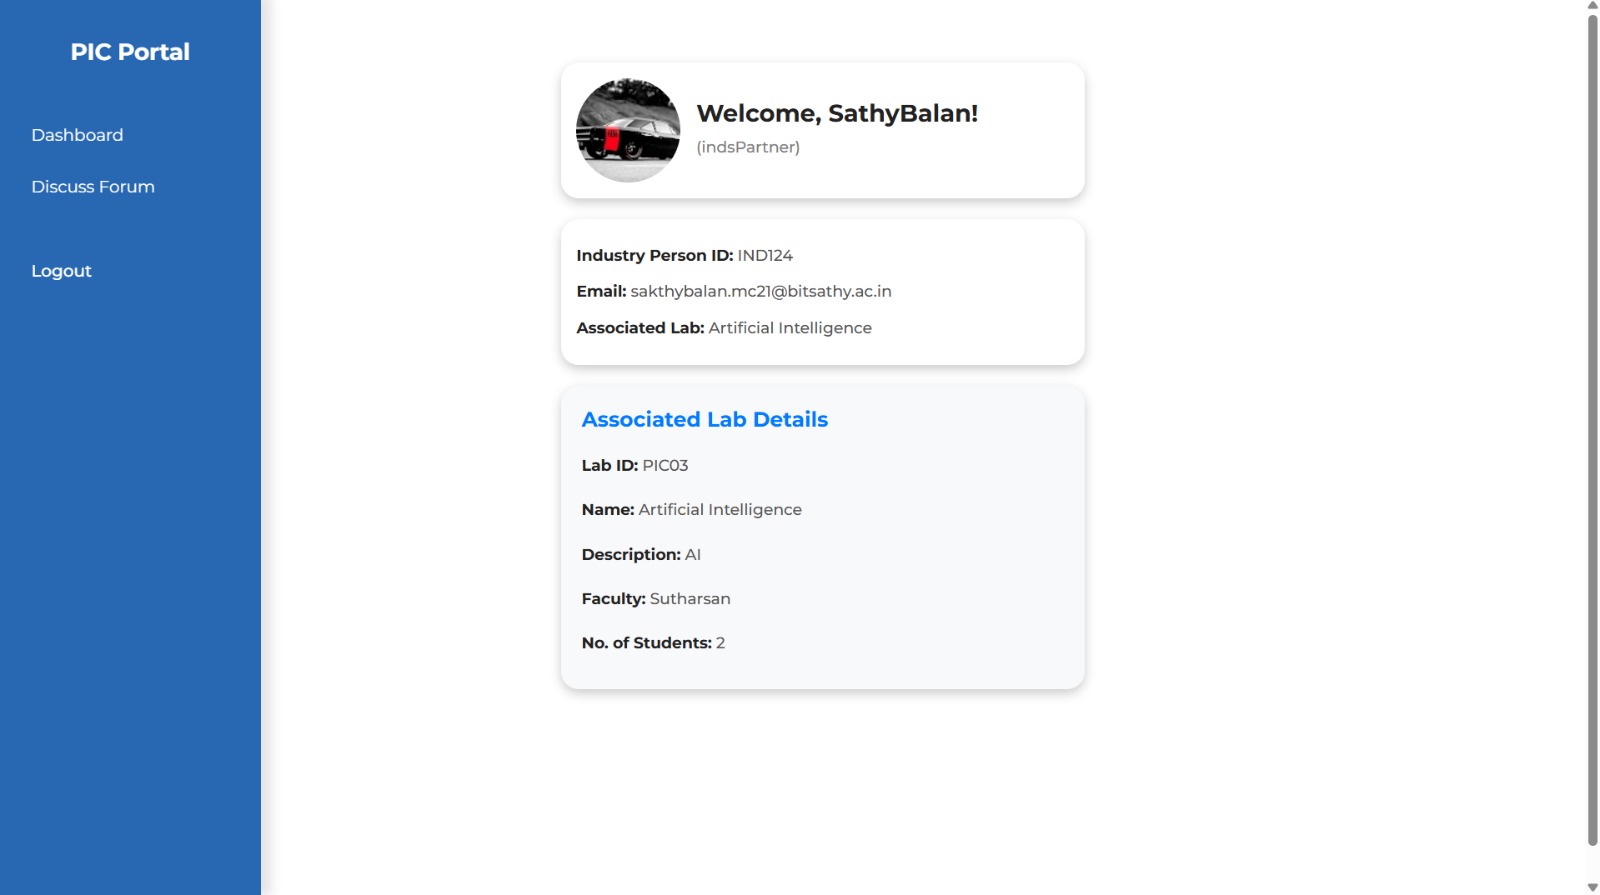 PIC Portal
Dashboard
Discuss Forum
Logout
Welcome, SathyBalan!
(indsPartner)
Industry Person ID: IND124
Email: sakthybalan.mc21@bitsathy.ac.in
Associated Lab: Artificial Intelligence
Associated Lab Details
Lab ID: PIC03
Name: Artificial Intelligence
Description: AI
Faculty: Sutharsan
No. of Students: 2